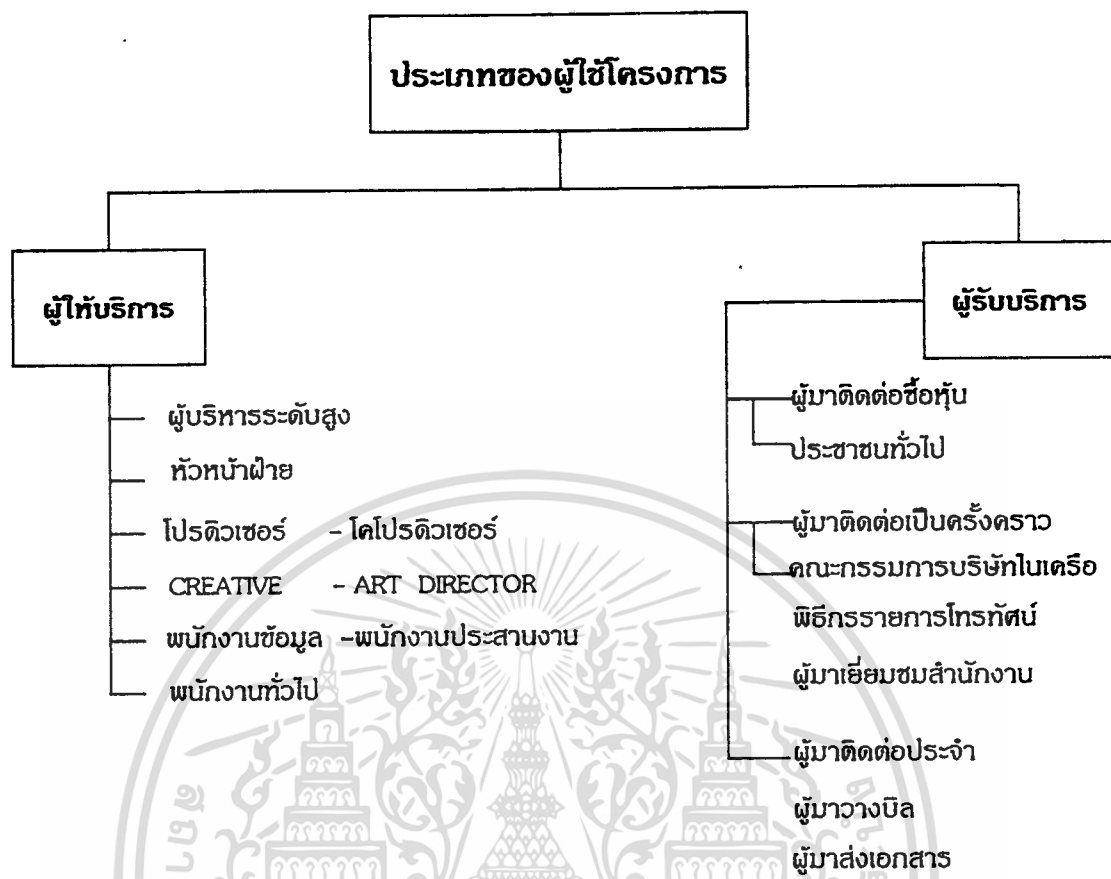 ประเภทของผู้ใช้โครงการ
ผู้ให้บริการ
ผู้บริหารระดับสูง
หัวหน้าฝ่าย
โปรดิวเซอร์ - โคโปรดิวเซอร์
CREATIVE - ART DIRECTOR
พนักงานข้อมูล -พนักงานประสานงาน
พนักงานทั่วไป
ผู้รับบริการ
ผู้มาติดต่อซื้อหุ้น
ประชาชนทั่วไป
ผู้มาติดต่อเป็นครั้งคราว
คณะกรรมการบริษัทในเครือ
พิธีกรรายการโทรทัศน์
ผู้มาเยี่ยมชมสำนักงาน
ผู้มาติดต่อประจำ
ผู้มาวางบิล
ผู้มาส่งเอกสาร